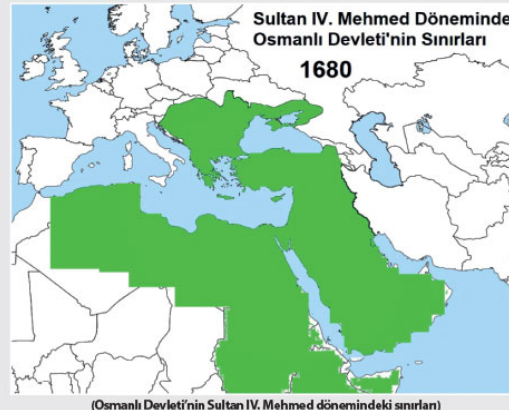 Sultan IV. Mehmed Döneminde
Osmanlı Devleti'nin Sınırları
1680
(Osmanlı Devleti’nin Sultan IV. Mehmed dönemindeki sınırları)